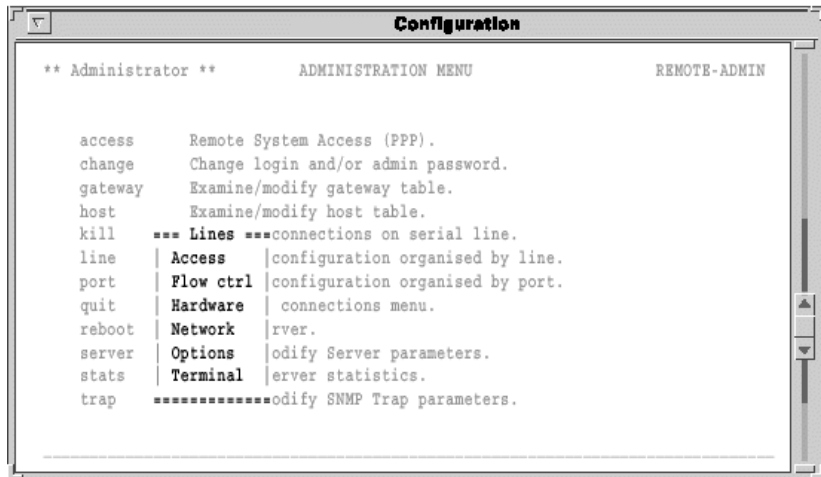 Configuration
** Administrator ** ADMINISTRATION MENU REMOTE-ADMIN
access Remote System Access (PPP).
change Change login and/or admin password.
gateway Examine/modify gateway table.
host Examine/modify host table.
kill === Lines ===connections on serial line.
line | Access |configuration organised by line.
port | Flow ctrl |configuration organised by port.
quit | Hardware | connections menu.
reboot | Network |rver.
server | Options |odify Server parameters.
stats | Terminal |erver statistics.
trap =============odify SNMP Trap parameters.